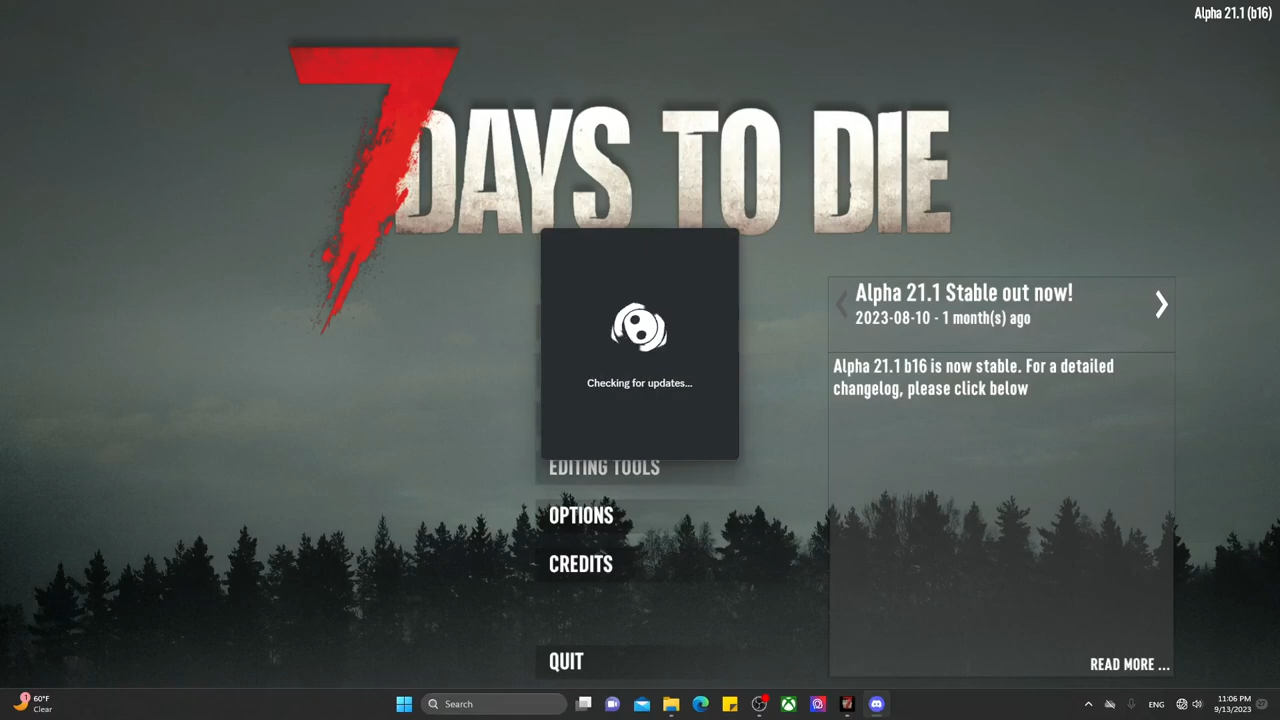 Alpha 21.1 (b16)
7 DAYS TO DIE
Alpha 21.1 Stable out now!
2023-08-10 - 1 month(s) ago
Alpha 21.1 b16 is now stable. For a detailed
changelog, please click below
Checking for updates...
EDITING TOOLS
OPTIONS
CREDITS
QUIT
READ MORE ...
1
60°F
Clear
Search
ENG
11:06 PM
9/13/2023